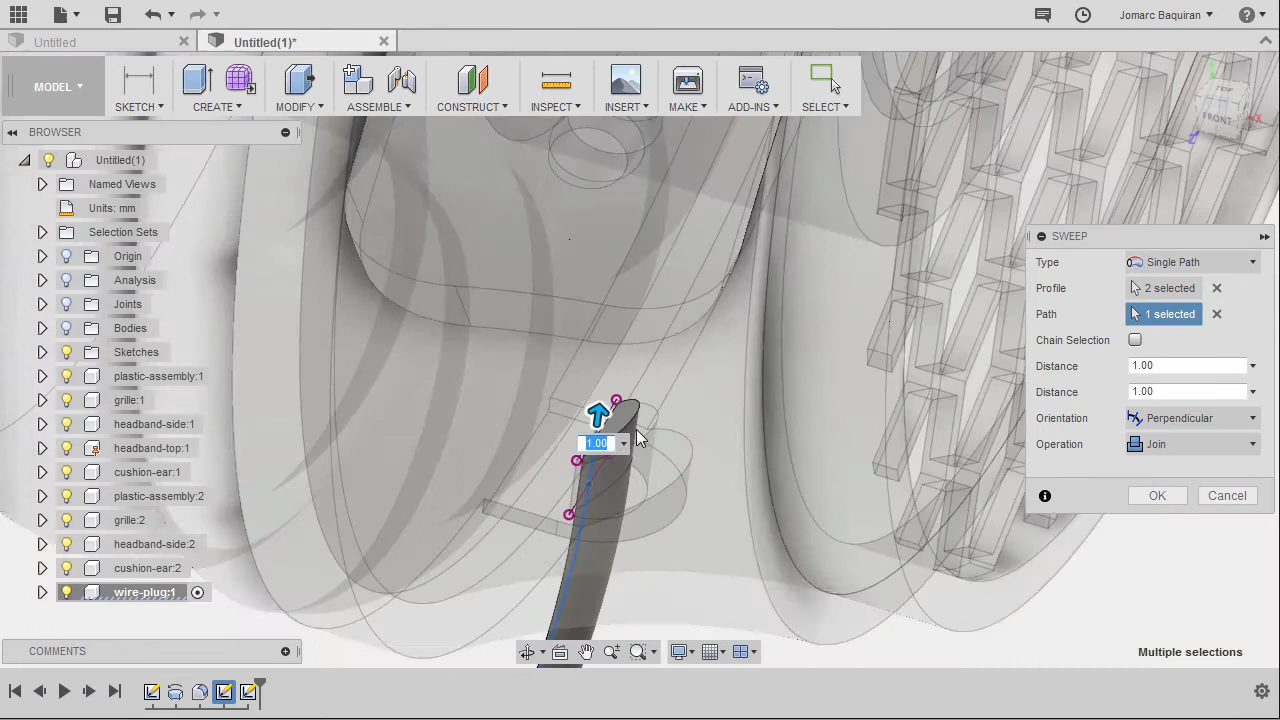 Jomarc Baquiran
Untitled
Untitled(1)*
MODEL
SKETCH
CREATE
MODIFY
ASSEMBLE
CONSTRUCT
INSPECT
INSERT
MAKE
ADD-INS
SELECT
TOP
FRONT
X
Z
BROWSER
Untitled(1)
Named Views
Units: mm
Selection Sets
Origin
Analysis
Joints
Bodies
Sketches
plastic-assembly:1
grille:1
headband-side:1
headband-top:1
cushion-ear:1
plastic-assembly:2
grille:2
headband-side:2
cushion-ear:2
wire-plug:1
1.00
SWEEP
Type Single Path
Profile 2 selected
Path 1 selected
Chain Selection
Distance 1.00
Distance 1.00
Orientation Perpendicular
Operation Join
OK Cancel
COMMENTS
Multiple selections